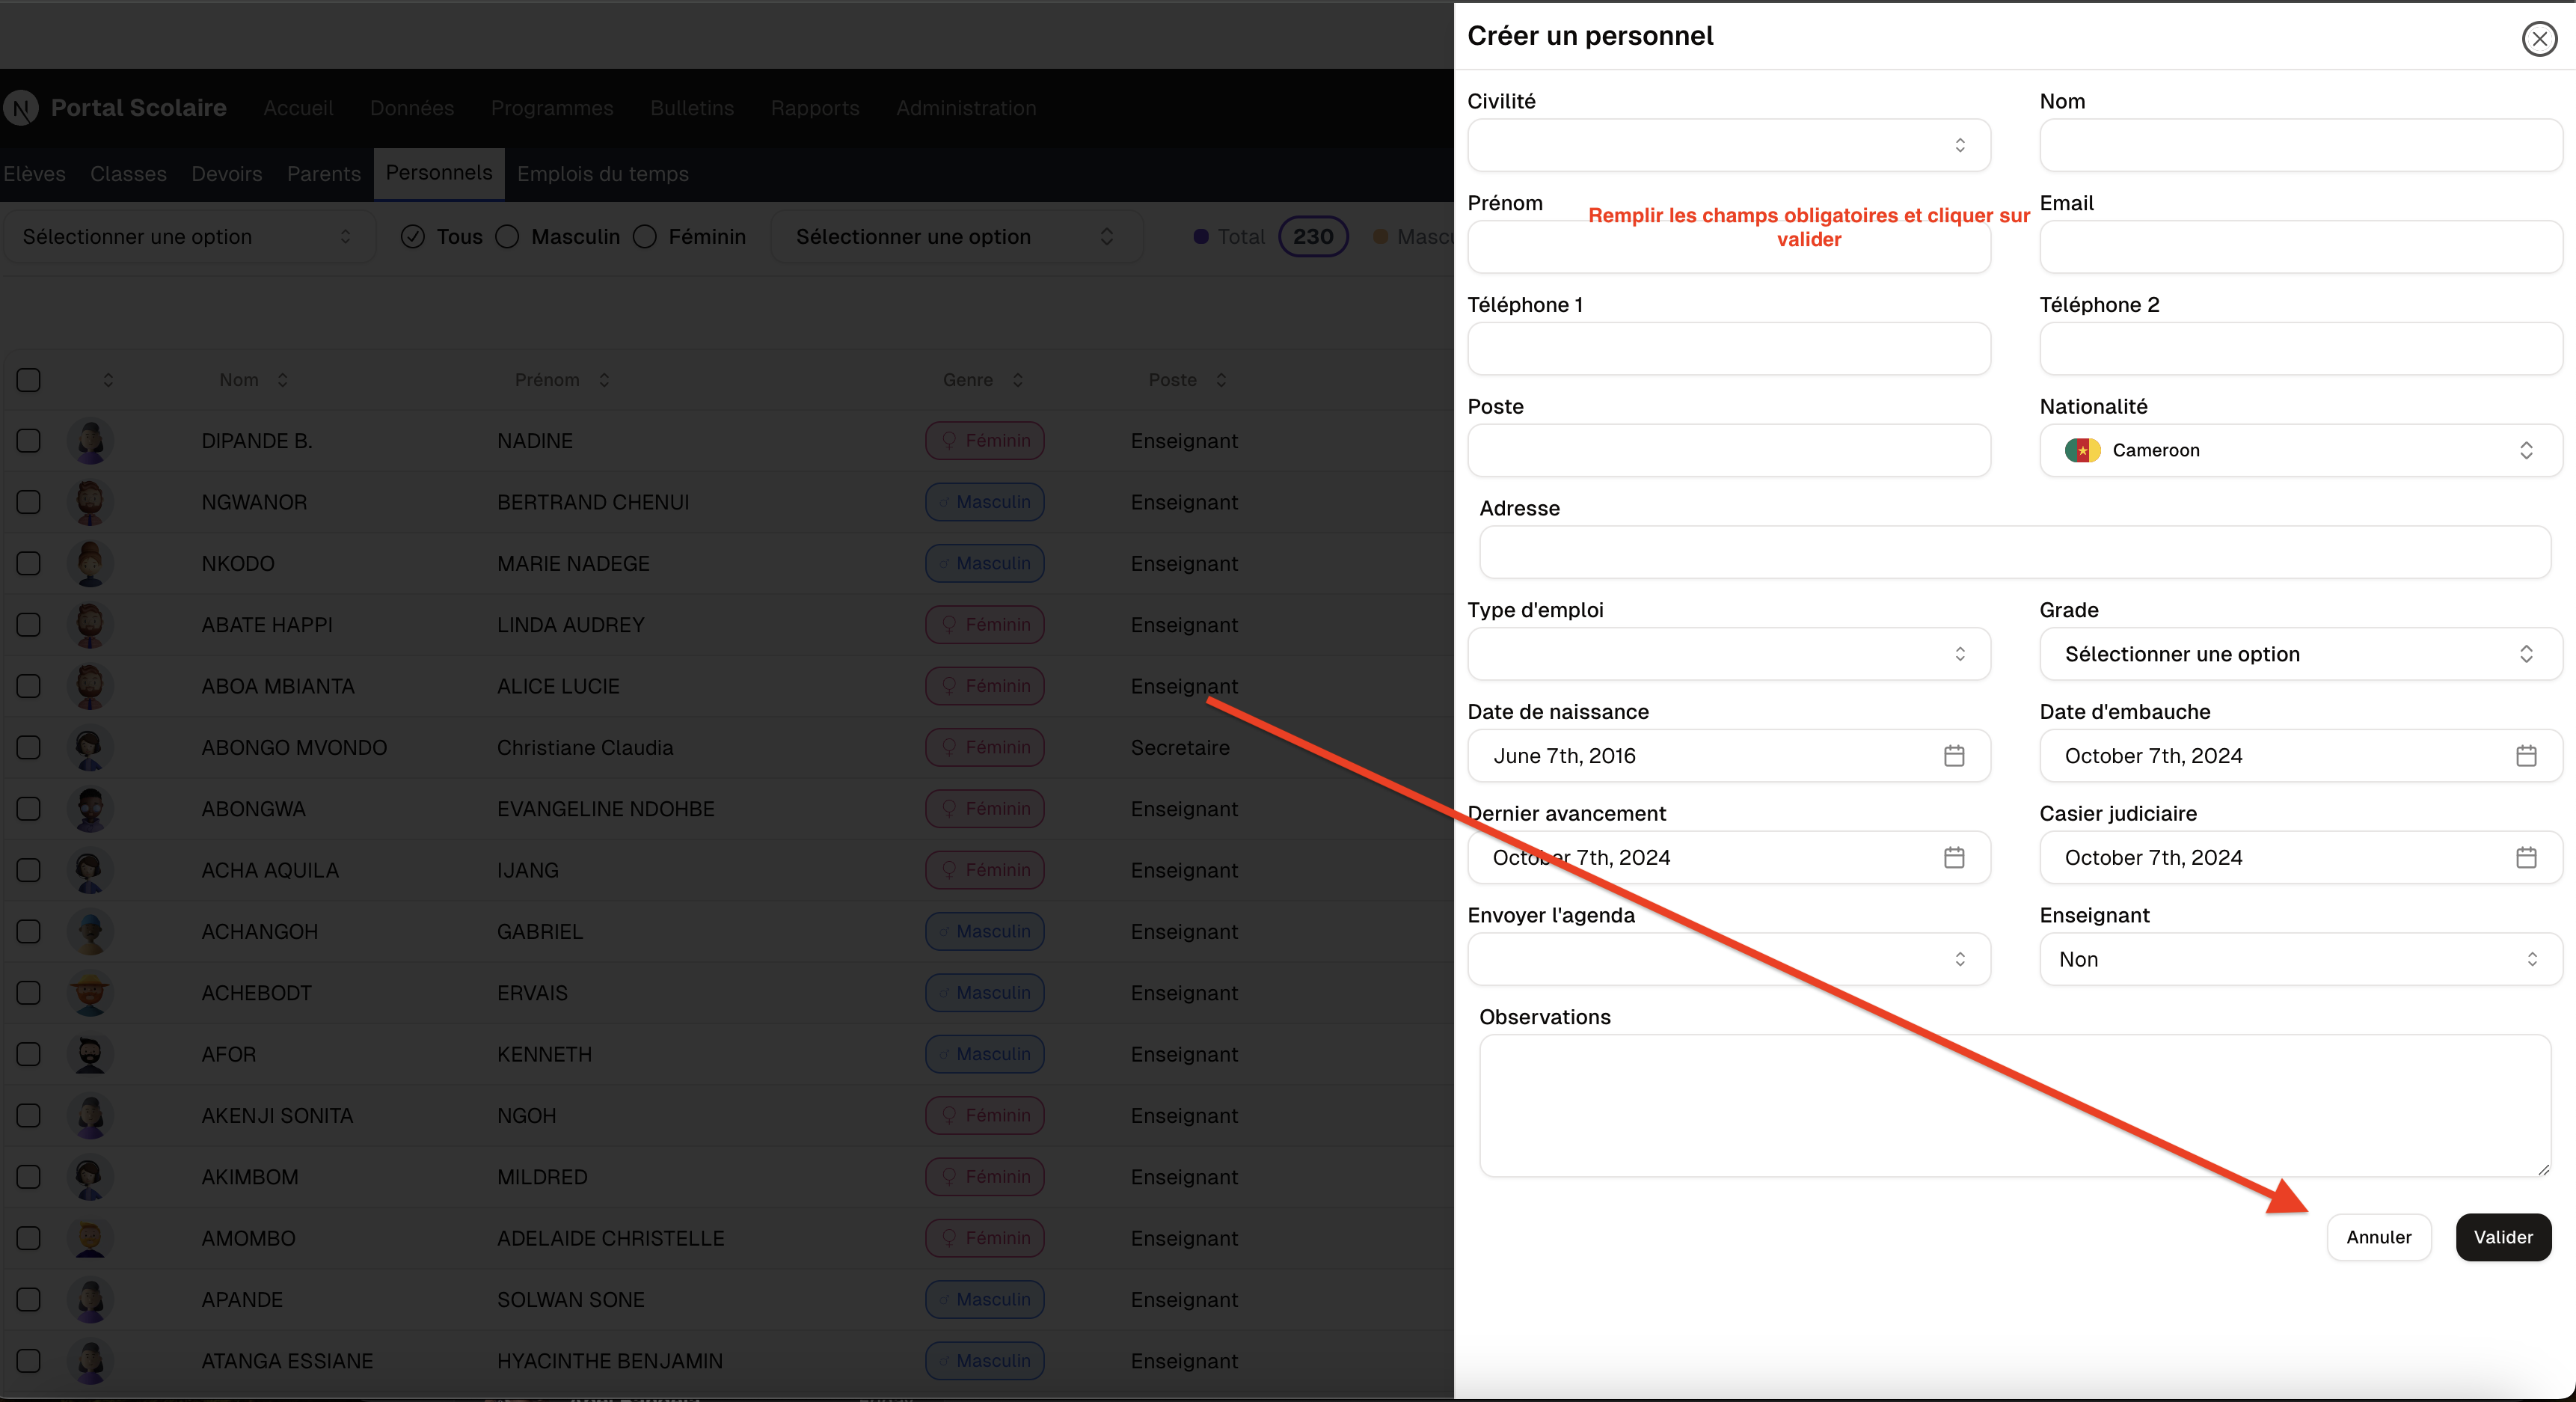 Créer un personnel
Portal Scolaire Accueil Données Programmes Bulletins Rapports Administration
Elèves Classes Devoirs Parents Personnels Emplois du temps
Sélectionner une option Tous Masculin Féminin Sélectionner une option Total 230 Mascu
Nom Prénom Genre Poste
DIPANDE B. NADINE Féminin Enseignant
NGWANOR BERTRAND CHENUI Masculin Enseignant
NKODO MARIE NADEGE Masculin Enseignant
ABATE HAPPI LINDA AUDREY Féminin Enseignant
ABOA MBIANTA ALICE LUCIE Féminin Enseignant
ABONGO MVONDO Christiane Claudia Féminin Secretaire
ABONGWA EVANGELINE NDOHBE Féminin Enseignant
ACHA AQUILA IJANG Féminin Enseignant
ACHANGOH GABRIEL Masculin Enseignant
ACHEBODT ERVAIS Masculin Enseignant
AFOR KENNETH Masculin Enseignant
AKENJI SONITA NGOH Féminin Enseignant
AKIMBOM MILDRED Féminin Enseignant
AMOMBO ADELAIDE CHRISTELLE Féminin Enseignant
APANDE SOLWAN SONE Masculin Enseignant
ATANGA ESSIANE HYACINTHE BENJAMIN Masculin Enseignant
Civilité Nom
Prénom Email
Remplir les champs obligatoires et cliquer sur
valider
Téléphone 1 Téléphone 2
Poste Nationalité
Cameroon
Adresse
Type d'emploi Grade
Sélectionner une option
Date de naissance Date d'embauche
June 7th, 2016 October 7th, 2024
Dernier avancement Casier judiciaire
October 7th, 2024 October 7th, 2024
Envoyer l'agenda Enseignant
Non
Observations
Annuler Valider